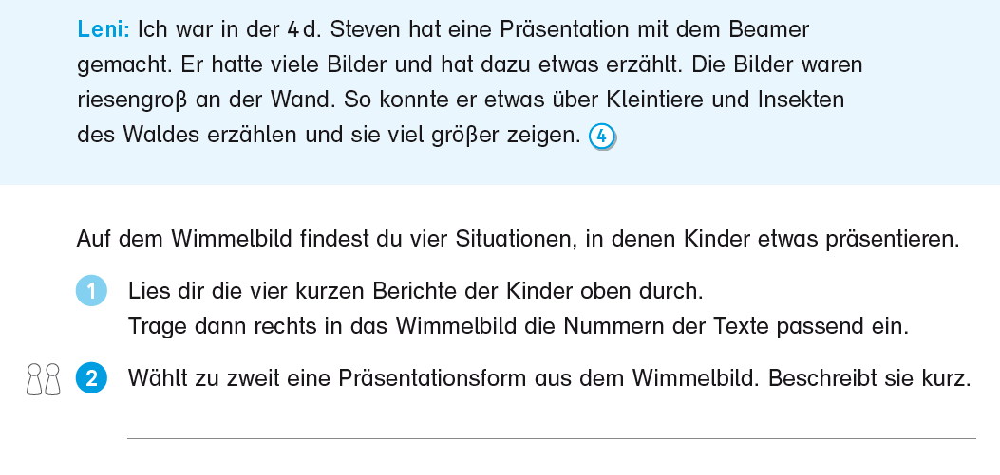 Leni: Ich war in der 4 d. Steven hat eine Präsentation mit dem Beamer
gemacht. Er hatte viele Bilder und hat dazu etwas erzählt. Die Bilder waren
riesengroß an der Wand. So konnte er etwas über Kleintiere und Insekten
des Waldes erzählen und sie viel größer zeigen. 4
Auf dem Wimmelbild findest du vier Situationen, in denen Kinder etwas präsentieren.
1 Lies dir die vier kurzen Berichte der Kinder oben durch.
Trage dann rechts in das Wimmelbild die Nummern der Texte passend ein.
2 Wählt zu zweit eine Präsentationsform aus dem Wimmelbild. Beschreibt sie kurz.